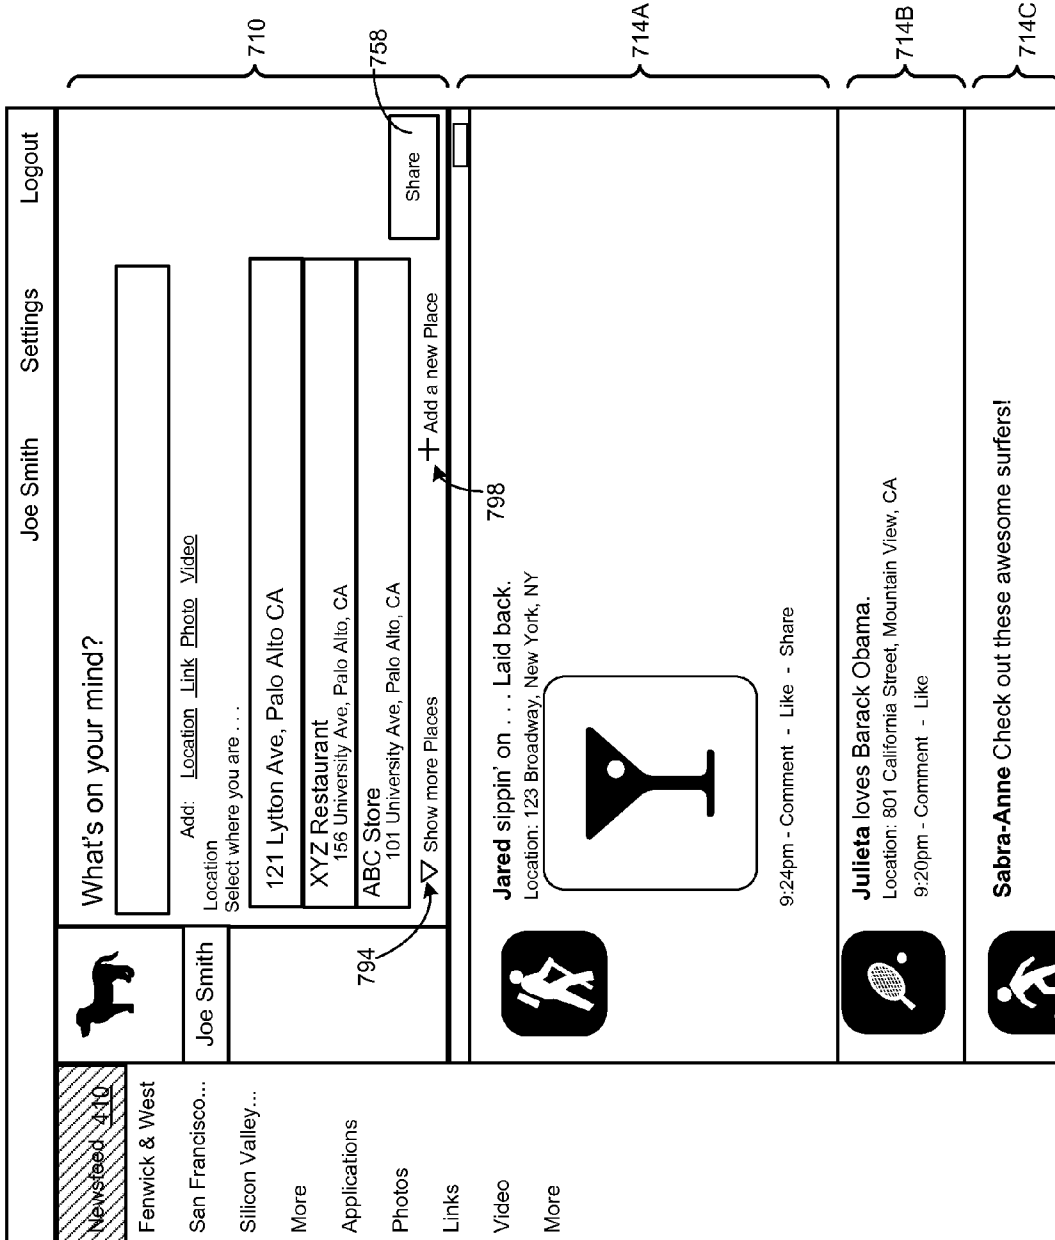 Joe Smith Settings Logout
Newsfeed 410
Fenwick & West
San Francisco...
Silicon Valley...
More
Applications
Photos
Links
Video
More
Joe Smith
What's on your mind?
Add: Location Link Photo Video
Location
Select where you are . . .
121 Lytton Ave, Palo Alto CA
XYZ Restaurant
156 University Ave, Palo Alto, CA
ABC Store
101 University Ave, Palo Alto, CA
Show more Places
Add a new Place
Share
794
798
710
758
Jared sippin' on . . . Laid back.
Location: 123 Broadway, New York, NY
9:24pm - Comment - Like - Share
714A
Julieta loves Barack Obama.
Location: 801 California Street, Mountain View, CA
9:20pm - Comment - Like
714B
Sabra-Anne Check out these awesome surfers!
714C